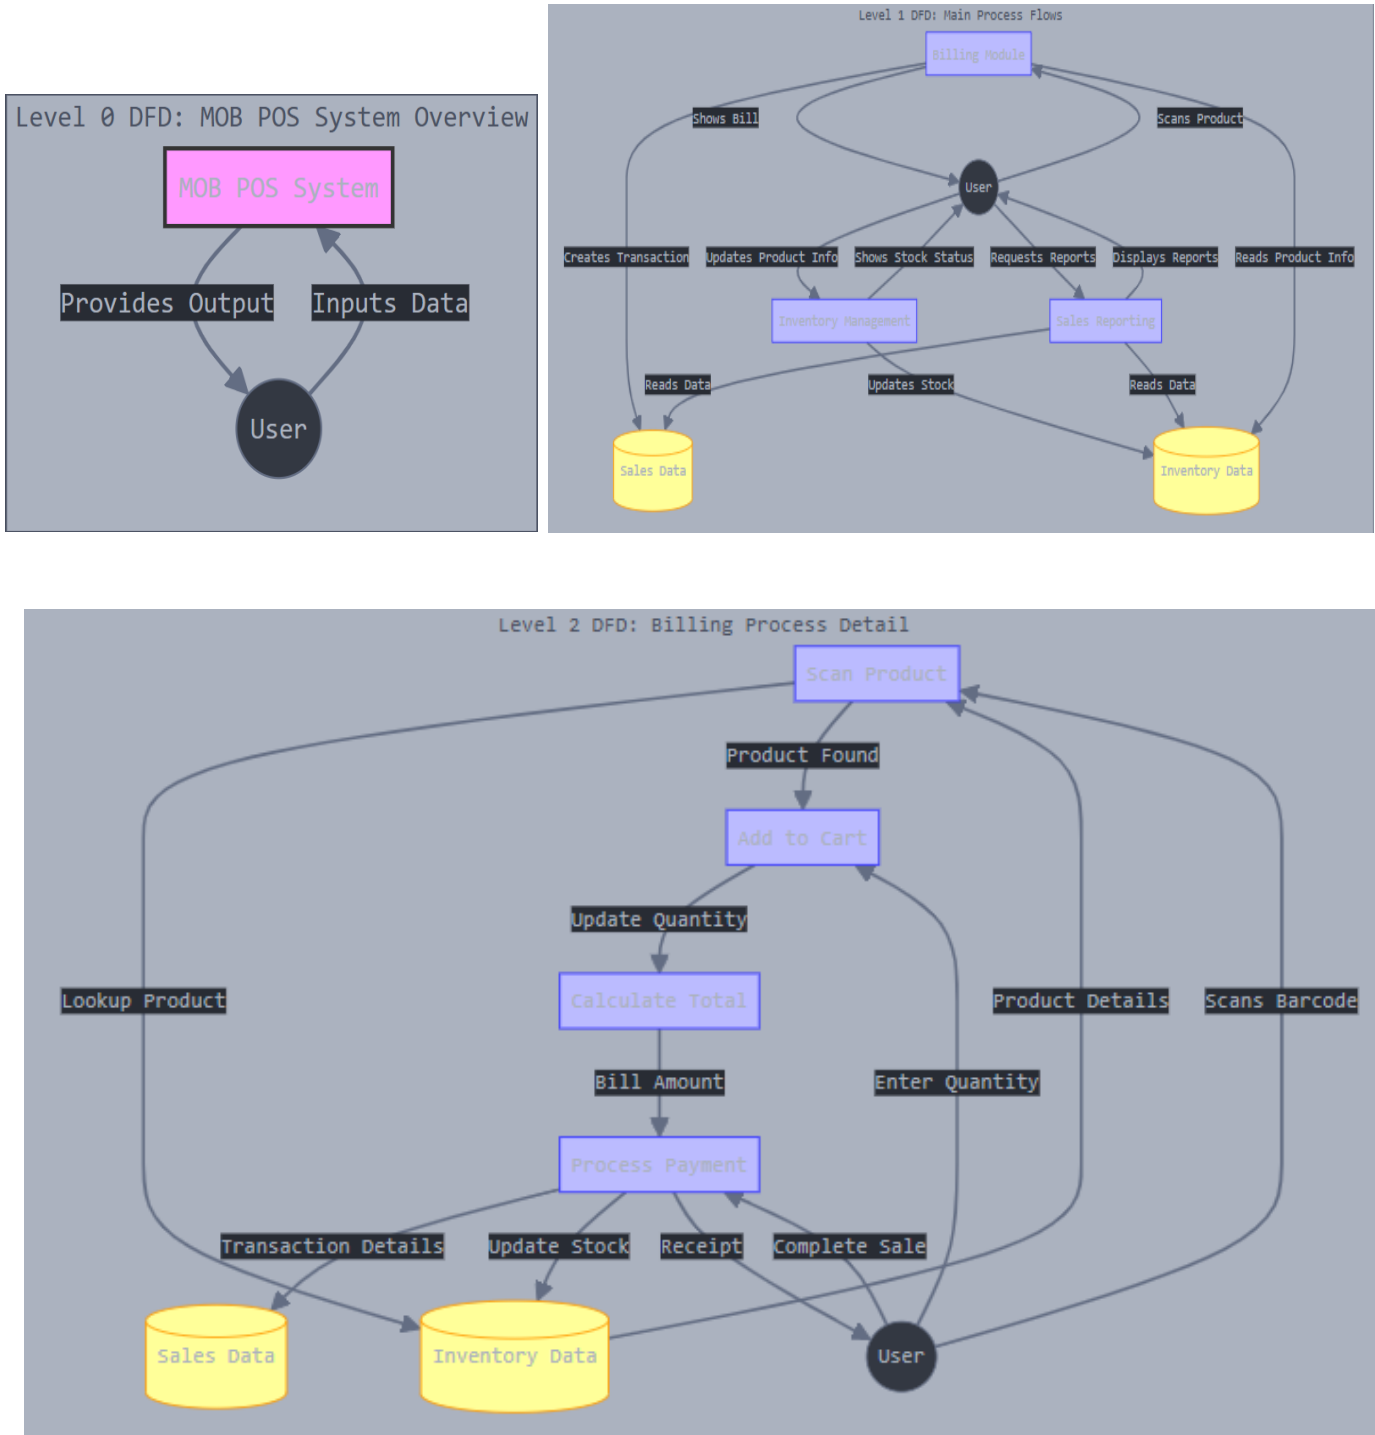 Level 0 DFD: MOB POS System Overview
MOB POS System
Provides Output
Inputs Data
User
Level 1 DFD: Main Process Flows
Billing Module
Shows Bill
Scans Product
User
Creates Transaction
Updates Product Info
Shows Stock Status
Requests Reports
Displays Reports
Reads Product Info
Inventory Management
Sales Reporting
Reads Data
Updates Stock
Reads Data
Sales Data
Inventory Data
Level 2 DFD: Billing Process Detail
Scan Product
Product Found
Add to Cart
Update Quantity
Lookup Product
Calculate Total
Product Details
Scans Barcode
Bill Amount
Enter Quantity
Process Payment
Transaction Details
Update Stock
Receipt
Complete Sale
Sales Data
Inventory Data
User